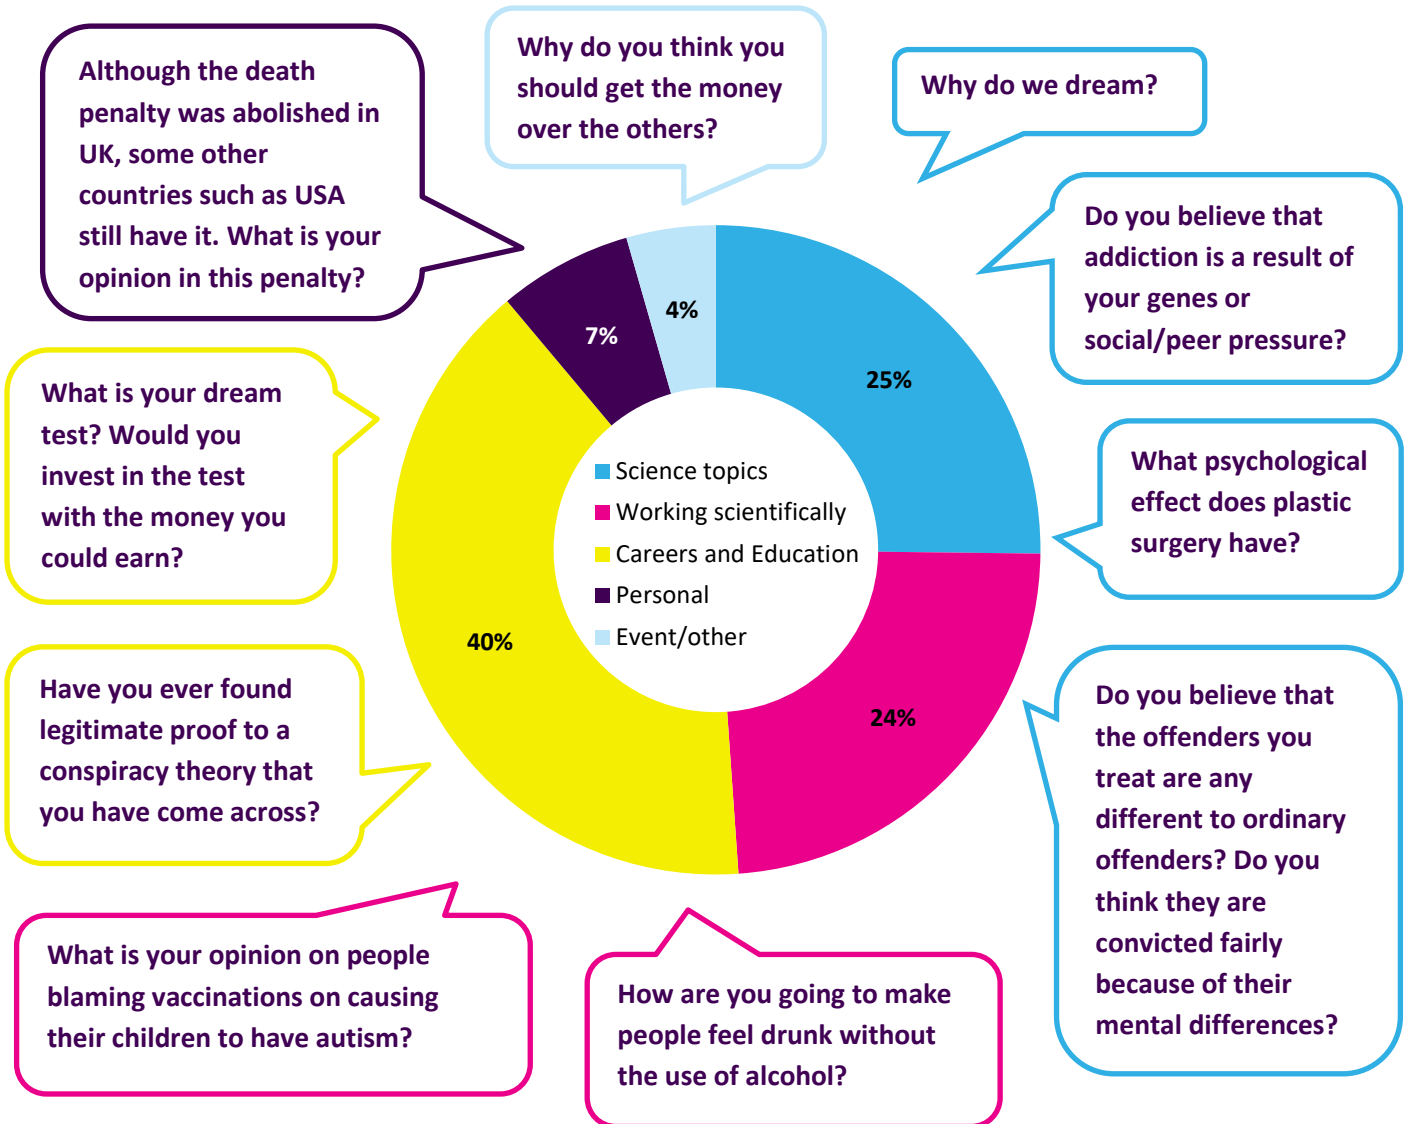 Although the death
penalty was abolished in
UK, some other
countries such as USA
still have it. What is your
opinion in this penalty?
Why do you think you
should get the money
over the others?
Why do we dream?
Do you believe that
addiction is a result of
your genes or
social/peer pressure?
What is your dream
test? Would you
invest in the test
with the money you
could earn?
7%
4%
25%
40%
24%
Science topics
Working scientifically
Careers and Education
Personal
Event/other
What psychological
effect does plastic
surgery have?
Have you ever found
legitimate proof to a
conspiracy theory that
you have come across?
Do you believe that
the offenders you
treat are any
different to ordinary
offenders? Do you
think they are
convicted fairly
because of their
mental differences?
What is your opinion on people
blaming vaccinations on causing
their children to have autism?
How are you going to make
people feel drunk without
the use of alcohol?